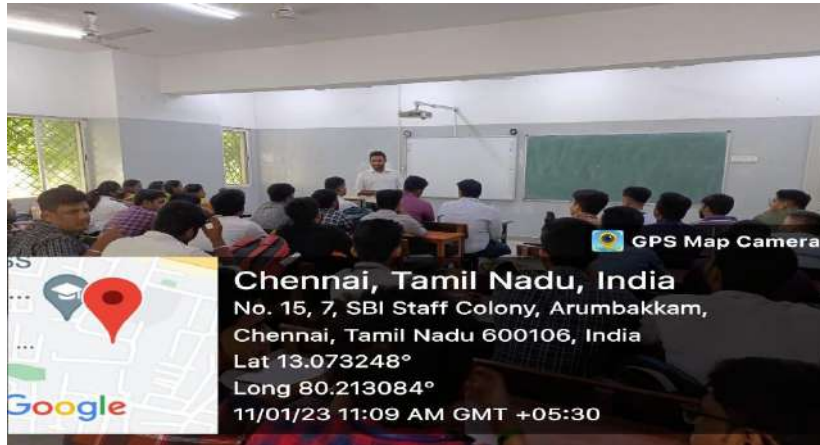 GPS Map Camera
SS
...
...
Google
Chennai, Tamil Nadu, India
No. 15, 7, SBI Staff Colony, Arumbakkam,
Chennai, Tamil Nadu 600106, India
Lat 13.073248°
Long 80.213084°
11/01/23 11:09 AM GMT +05:30